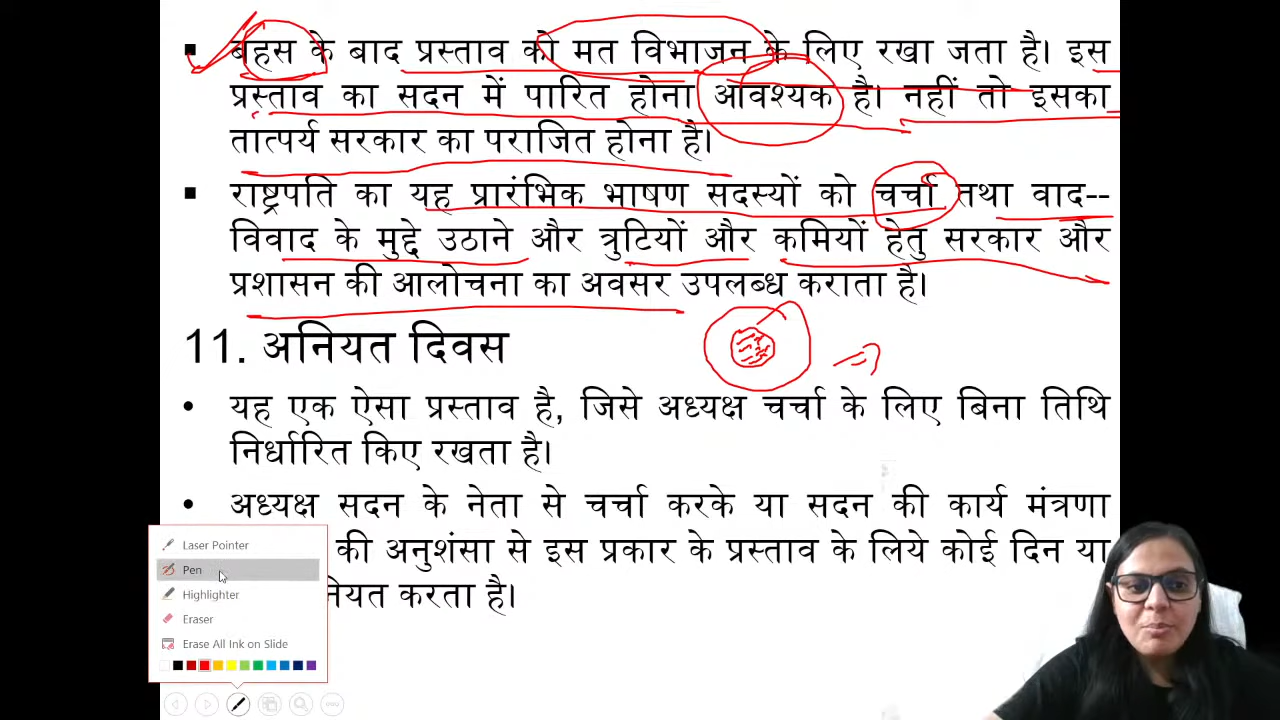 ▪ बहस के बाद प्रस्ताव को मत विभाजन के लिए रखा जता है। इस
प्रस्ताव का सदन में पारित होना आवश्यक है। नहीं तो इसका
तात्पर्य सरकार का पराजित होना है।
▪ राष्ट्रपति का यह प्रारंभिक भाषण सदस्यों को चर्चा तथा वाद--
विवाद के मुद्दे उठाने और त्रुटियों और कमियों हेतु सरकार और
प्रशासन की आलोचना का अवसर उपलब्ध कराता है।
11. अनियत दिवस
• यह एक ऐसा प्रस्ताव है, जिसे अध्यक्ष चर्चा के लिए बिना तिथि
निर्धारित किए रखता है।
• अध्यक्ष सदन के नेता से चर्चा करके या सदन की कार्य मंत्रणा
की अनुशंसा से इस प्रकार के प्रस्ताव के लिये कोई दिन या
करता है।
Laser Pointer
Pen
Highlighter
Eraser
Erase All Ink on Slide